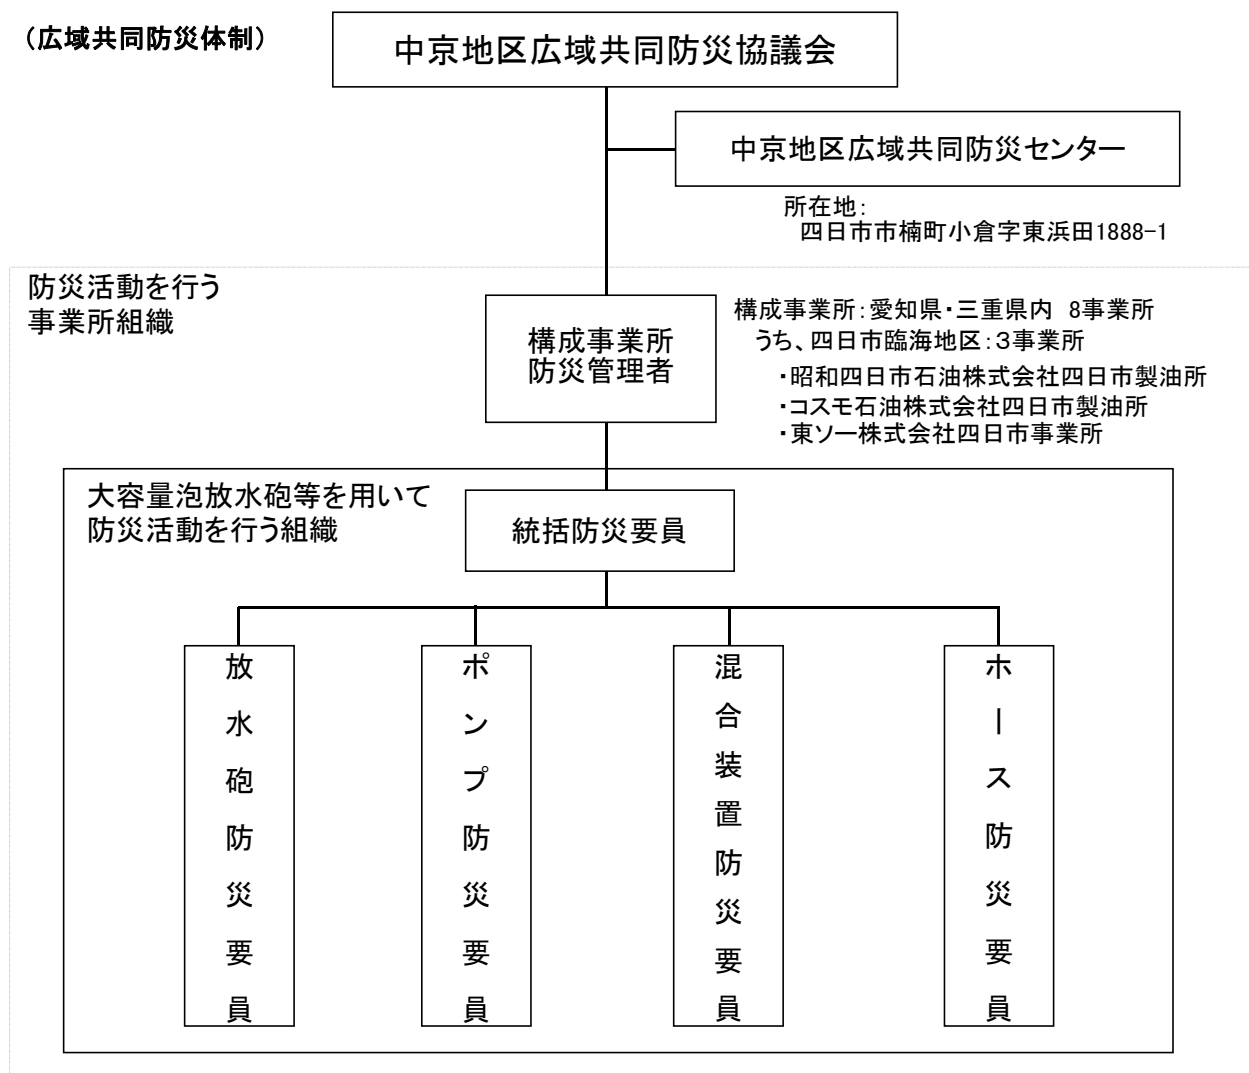 （広域共同防災体制）
中京地区広域共同防災協議会
中京地区広域共同防災センター
所在地：
四日市市楠町小倉字東浜田1888-1
防災活動を行う
事業所組織
構成事業所
防災管理者
構成事業所：愛知県・三重県内 8事業所
うち、四日市臨海地区：３事業所
・昭和四日市石油株式会社四日市製油所
・コスモ石油株式会社四日市製油所
・東ソー株式会社四日市事業所
大容量泡放水砲等を用いて
防災活動を行う組織
統括防災要員
放水砲防災要員
ポンプ防災要員
混合装置防災要員
ホース防災要員